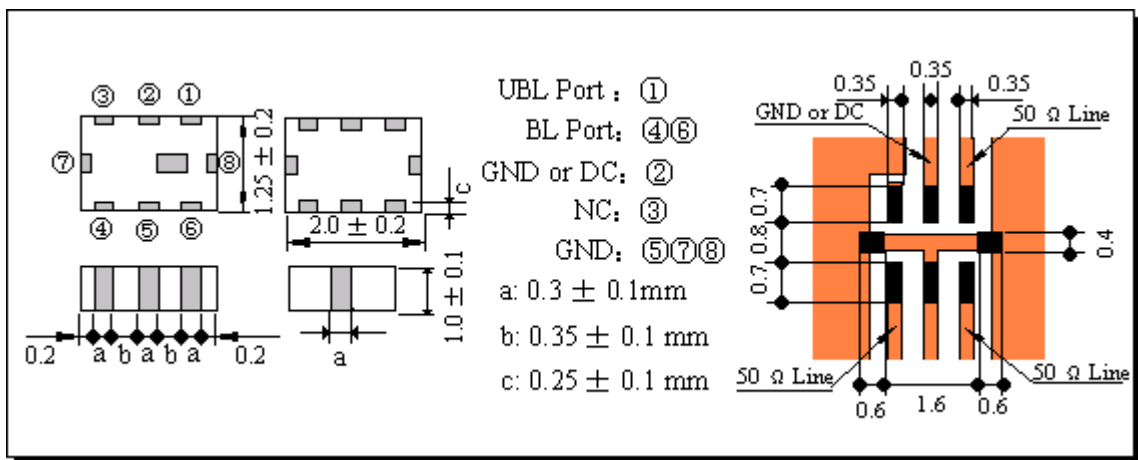 ③ ② ①
⑦ ⑧
④ ⑤ ⑥
1.25 ± 0.2
c
2.0 ± 0.2
1.0 ± 0.1
0.2 a b a b a 0.2
a
UBL Port : ①
BL Port: ④⑥
GND or DC: ②
NC: ③
GND: ⑤⑦⑧
a: 0.3 ± 0.1mm
b: 0.35 ± 0.1 mm
c: 0.25 ± 0.1 mm
0.35
0.35 0.35
GND or DC 50 Ω Line
0.7
0.8
0.7
0.4
50 Ω Line 50 Ω Line
0.6 1.6 0.6